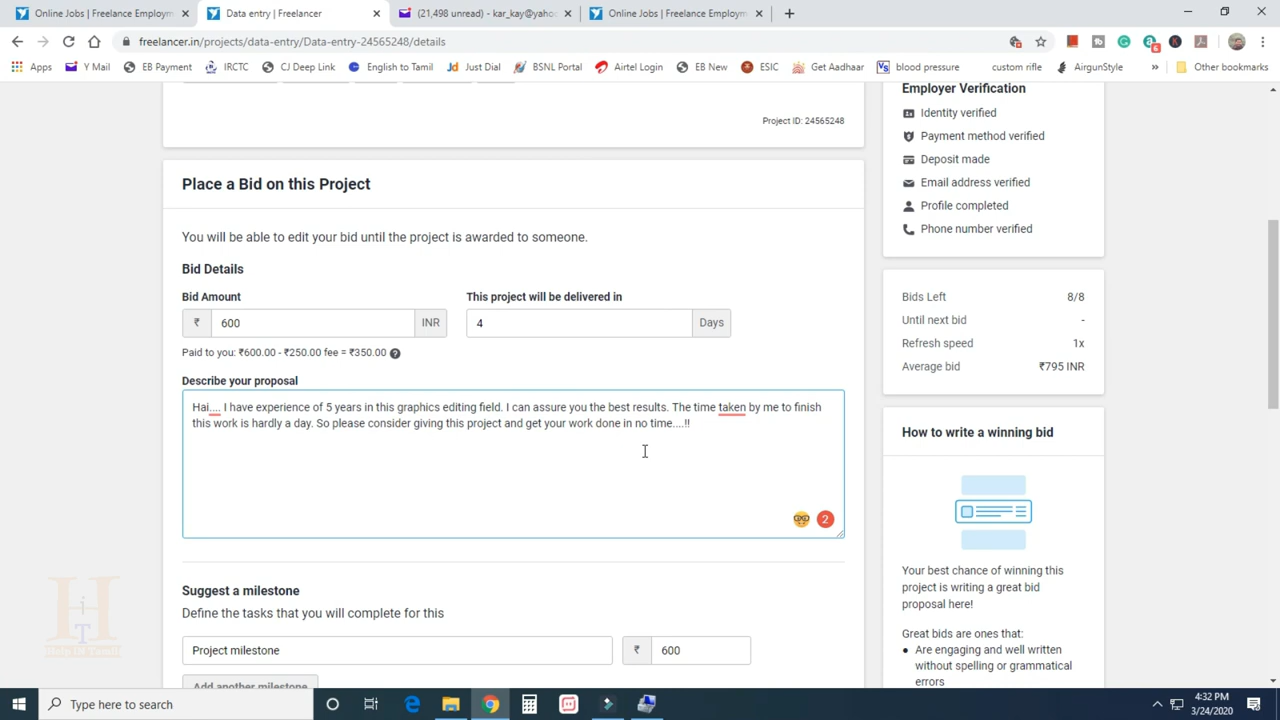 Online Jobs | Freelance Employm
Data entry | Freelancer
(21,498 unread) - kar_kay@yahoo
Online Jobs | Freelance Employm
freelancer.in/projects/data-entry/Data-entry-24565248/details
6
Apps
Y Mail
EB Payment
IRCTC
CJ Deep Link
English to Tamil
Just Dial
BSNL Portal
Airtel Login
EB New
ESIC
Get Aadhaar
blood pressure
custom rifle
AirgunStyle
Other bookmarks
Project ID: 24565248
Place a Bid on this Project
You will be able to edit your bid until the project is awarded to someone.
Bid Details
Bid Amount
This project will be delivered in
₹ 600 INR
4 Days
Paid to you: ₹600.00 - ₹250.00 fee = ₹350.00
Describe your proposal
Hai.... I have experience of 5 years in this graphics editing field. I can assure you the best results. The time taken by me to finish
this work is hardly a day. So please consider giving this project and get your work done in no time....!!
2
Suggest a milestone
Define the tasks that you will complete for this
Project milestone
₹ 600
Add another milestone
Employer Verification
Identity verified
Payment method verified
Deposit made
Email address verified
Profile completed
Phone number verified
Bids Left 8/8
Until next bid -
Refresh speed 1x
Average bid ₹795 INR
How to write a winning bid
Your best chance of winning this
project is writing a great bid
proposal here!
Great bids are ones that:
● Are engaging and well written
without spelling or grammatical
errors
HiT
Help In Tamil
Type here to search
4:32 PM
3/24/2020